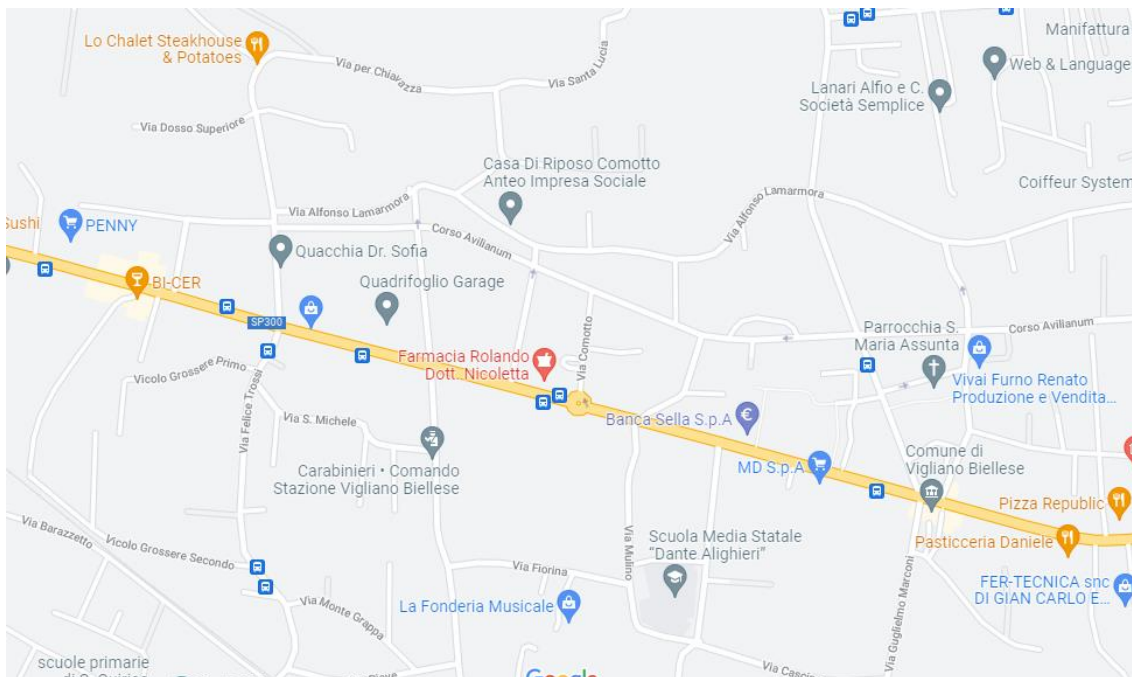 Lo Chalet Steakhouse
& Potatoes
Via per Chiavazza
Via Santa Lucia
Manifattura
Web & Language
Lanari Alfio e C.
Società Semplice
Via Dosso Superiore
Casa Di Riposo Comotto
Anteo Impresa Sociale
Coiffeur System
Via Alfonso Lamarmora
Via Alfonso Lamarmora
Sushi
PENNY
Corso Avilianum
Quacchia Dr. Sofia
BI-CER
Quadrifoglio Garage
SP300
Corso Avilianum
Parrocchia S.
Maria Assunta
Via Comotto
Farmacia Rolando
Dott. Nicoletta
Vicolo Grossere Primo
Vivai Furno Renato
Produzione e Vendita...
Via Felice Trossi
Via S. Michele
Banca Sella S.p.A
€
Comune di
Vigliano Biellese
Carabinieri • Comando
Stazione Vigliano Biellese
MD S.p.A
Pizza Republic
Via Barazzetto
Vicolo Grossere Secondo
Scuola Media Statale
"Dante Alighieri"
Via Mulino
Pasticceria Daniele
Via Fiorina
Via Guglielmo Marconi
FER-TECNICA snc
DI GIAN CARLO E...
La Fonderia Musicale
Via Monte Grappa
scuole primarie
Via
Google